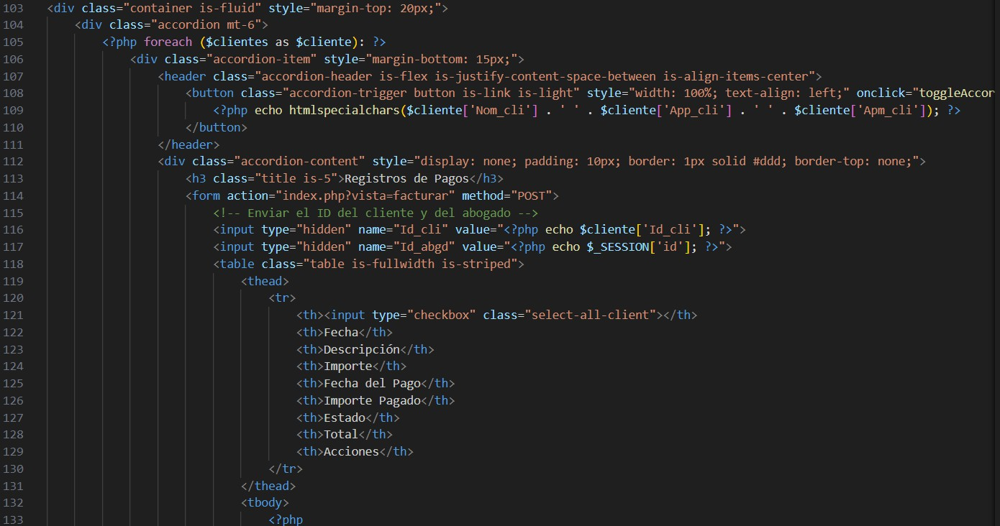 103 <div class="container is-fluid" style="margin-top: 20px;">
104 <div class="accordion mt-6">
105 <?php foreach ($clientes as $cliente): ?>
106 <div class="accordion-item" style="margin-bottom: 15px;">
107 <header class="accordion-header is-flex is-justify-content-space-between is-align-items-center">
108 <button class="accordion-trigger button is-link is-light" style="width: 100%; text-align: left;" onclick="toggleAccor
109 <?php echo htmlspecialchars($cliente['Nom_cli'] . ' ' . $cliente['App_cli'] . ' ' . $cliente['Apm_cli']); ?>
110 </button>
111 </header>
112 <div class="accordion-content" style="display: none; padding: 10px; border: 1px solid #ddd; border-top: none;">
113 <h3 class="title is-5">Registros de Pagos</h3>
114 <form action="index.php?vista=facturar" method="POST">
115 <!-- Enviar el ID del cliente y del abogado -->
116 <input type="hidden" name="Id_cli" value="<?php echo $cliente['Id_cli']; ?>">
117 <input type="hidden" name="Id_abgd" value="<?php echo $_SESSION['id']; ?>">
118 <table class="table is-fullwidth is-striped">
119 <thead>
120 <tr>
121 <th><input type="checkbox" class="select-all-client"></th>
122 <th>Fecha</th>
123 <th>Descripción</th>
124 <th>Importe</th>
125 <th>Fecha del Pago</th>
126 <th>Importe Pagado</th>
127 <th>Estado</th>
128 <th>Total</th>
129 <th>Acciones</th>
130 </tr>
131 </thead>
132 <tbody>
133 <?php